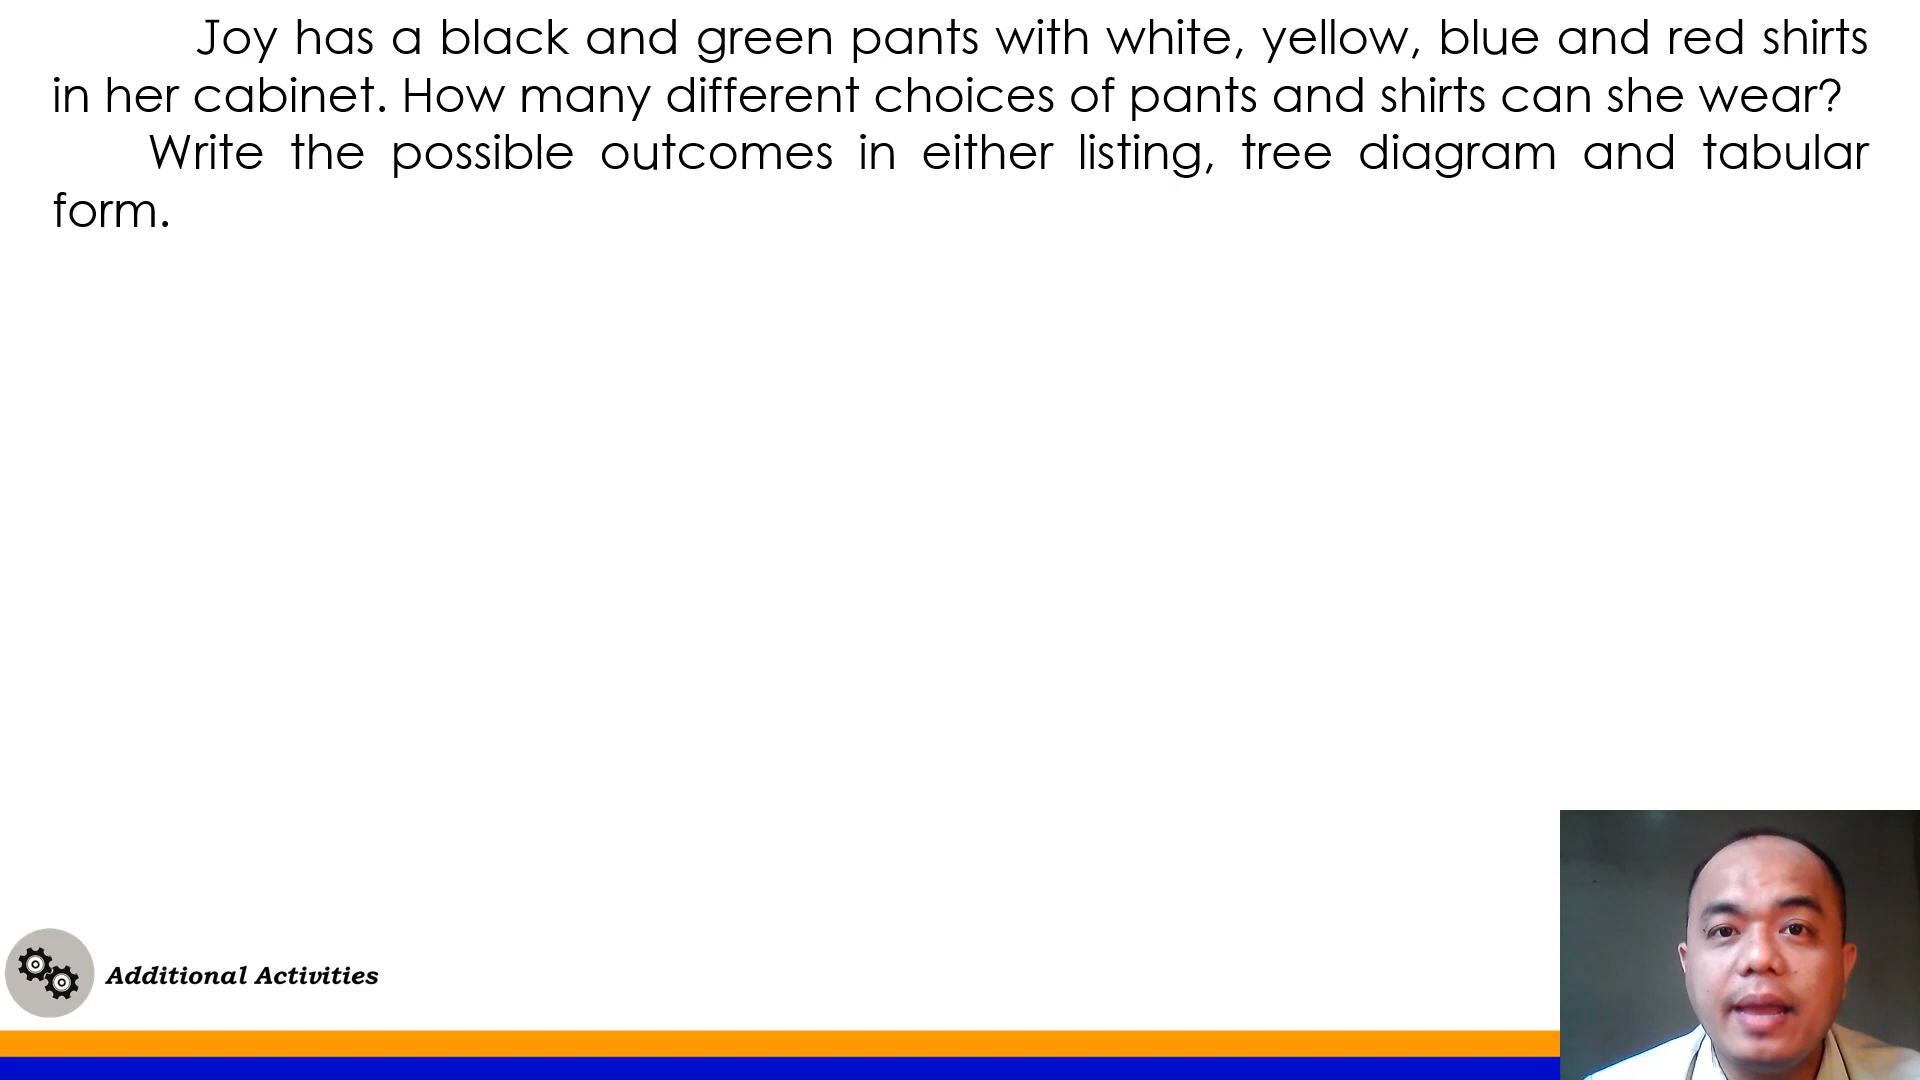 Joy has a black and green pants with white, yellow, blue and red shirts
in her cabinet. How many different choices of pants and shirts can she wear?
Write the possible outcomes in either listing, tree diagram and tabular
form.
Additional Activities